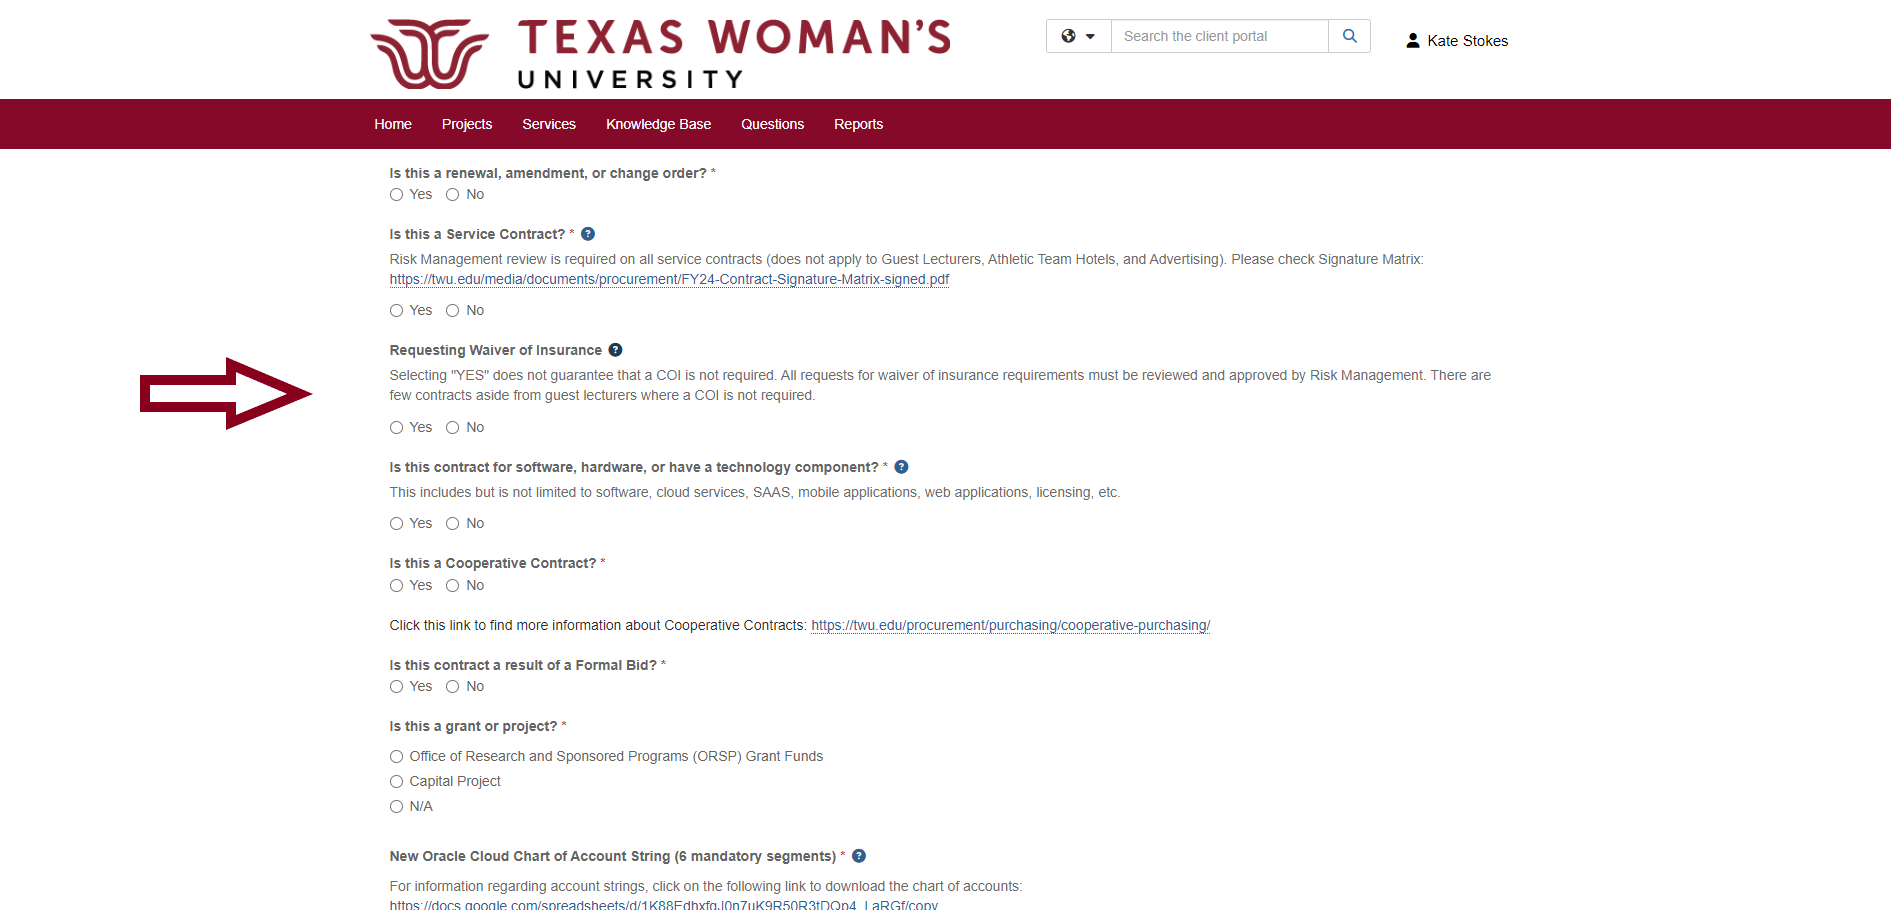 TEXAS WOMAN'S
UNIVERSITY
Search the client portal
Kate Stokes
Home Projects Services Knowledge Base Questions Reports
Is this a renewal, amendment, or change order? *
Yes No
Is this a Service Contract? * ?
Risk Management review is required on all service contracts (does not apply to Guest Lecturers, Athletic Team Hotels, and Advertising). Please check Signature Matrix:
https://twu.edu/media/documents/procurement/FY24-Contract-Signature-Matrix-signed.pdf
Yes No
Requesting Waiver of Insurance ?
Selecting "YES" does not guarantee that a COI is not required. All requests for waiver of insurance requirements must be reviewed and approved by Risk Management. There are
few contracts aside from guest lecturers where a COI is not required.
Yes No
Is this contract for software, hardware, or have a technology component? * ?
This includes but is not limited to software, cloud services, SAAS, mobile applications, web applications, licensing, etc.
Yes No
Is this a Cooperative Contract? *
Yes No
Click this link to find more information about Cooperative Contracts: https://twu.edu/procurement/purchasing/cooperative-purchasing/
Is this contract a result of a Formal Bid? *
Yes No
Is this a grant or project? *
Office of Research and Sponsored Programs (ORSP) Grant Funds
Capital Project
N/A
New Oracle Cloud Chart of Account String (6 mandatory segments) * ?
For information regarding account strings, click on the following link to download the chart of accounts: